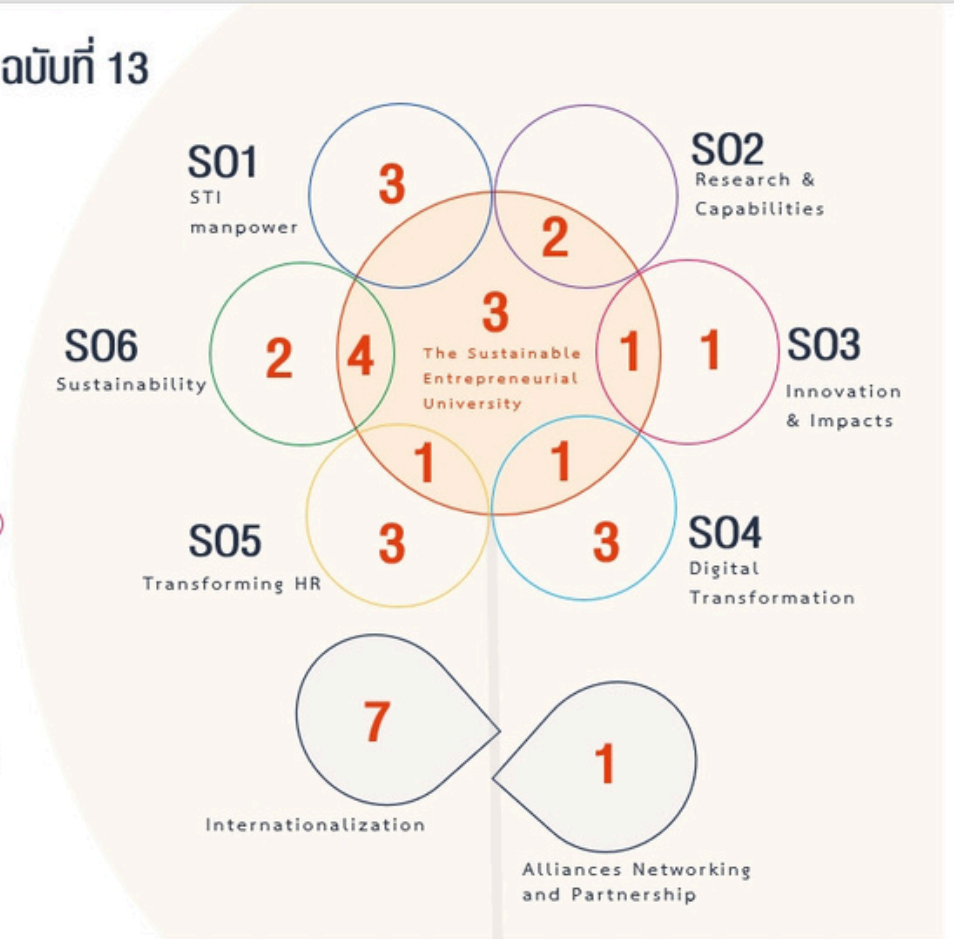 ฉบับที่ 13
SO1
STI
manpower
3
SO2
Research &
Capabilities
2
3
The Sustainable
Entrepreneurial
University
SO6
Sustainability
2
4
1
1
SO3
Innovation
& Impacts
1
3
SO5
Transforming HR
1
3
SO4
Digital
Transformation
7
Internationalization
1
Alliances Networking
and Partnership